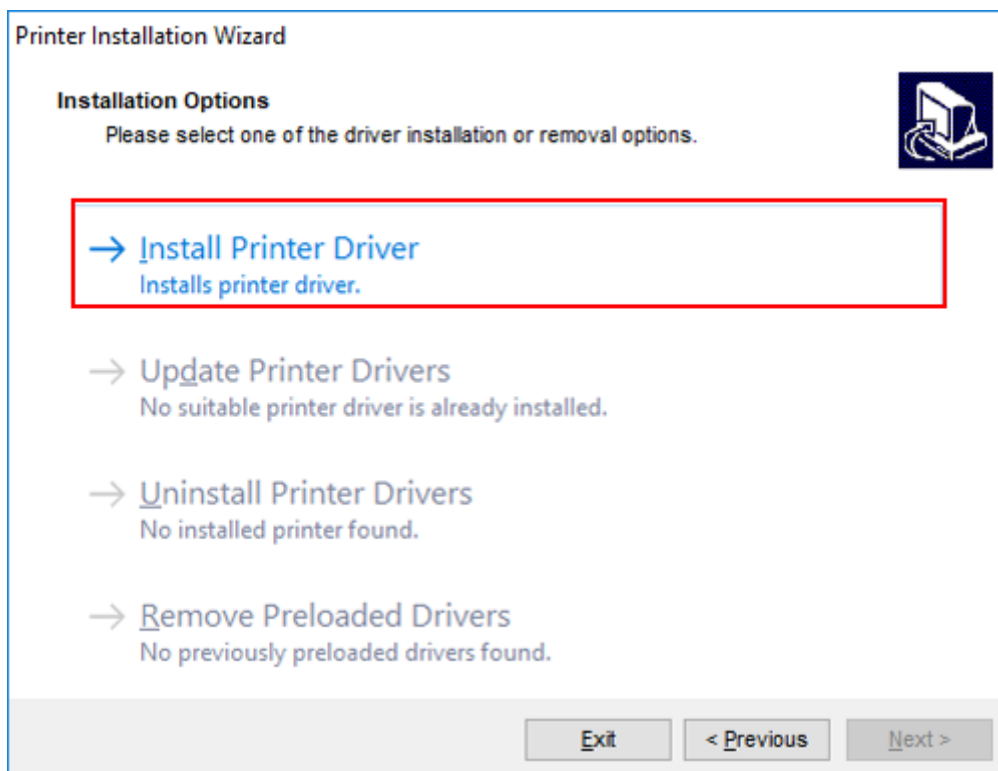 Printer Installation Wizard
Installation Options
Please select one of the driver installation or removal options.
Install Printer Driver
Installs printer driver.
Update Printer Drivers
No suitable printer driver is already installed.
Uninstall Printer Drivers
No installed printer found.
Remove Preloaded Drivers
No previously preloaded drivers found.
Exit < Previous Next >